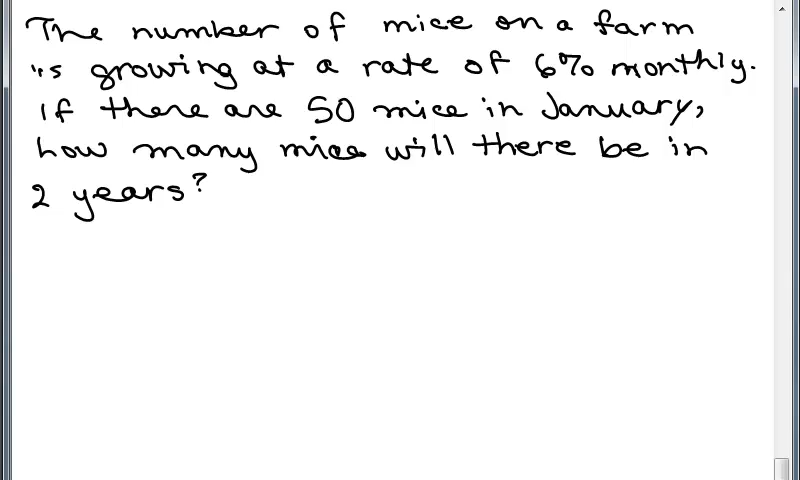 The number of mice on a farm
is growing at a rate of 6% monthly.
If there are 50 mice in January,
how many mice will there be in
2 years?